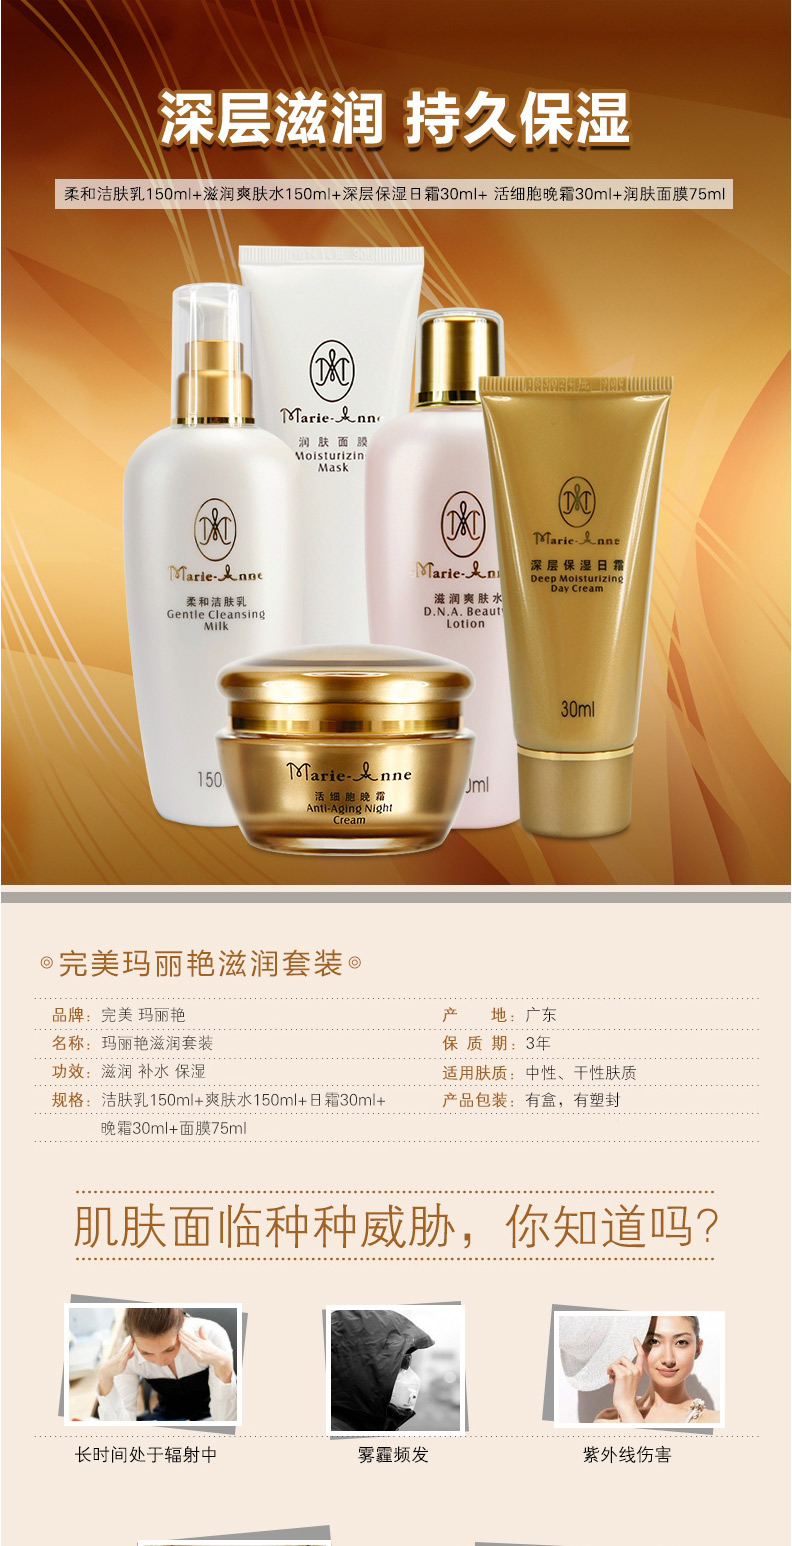 深层滋润 持久保湿
柔和洁肤乳150ml+滋润爽肤水150ml+深层保湿日霜30ml+ 活细胞晚霜30ml+润肤面膜75ml
Marie-Ann
润肤面膜
Moisturizin
Mask
Marie-Anne
柔和洁肤乳
Gentle Cleansing
Milk
150
Marie-An
滋润爽肤水
D.N.A. Beauty
Lotion
0ml
Marie-Anne
深层保湿日霜
Deep Moisturizing
Day Cream
30ml
Marie-Anne
活细胞晚霜
Anti-Aging Night
Cream
完美玛丽艳滋润套装
品牌：完美 玛丽艳
产 地：广东
名称：玛丽艳滋润套装
保 质 期：3年
功效：滋润 补水 保湿
适用肤质：中性、干性肤质
规格：洁肤乳150ml+爽肤水150ml+日霜30ml+
晚霜30ml+面膜75ml
产品包装：有盒，有塑封
肌肤面临种种威胁，你知道吗？
长时间处于辐射中
雾霾频发
紫外线伤害